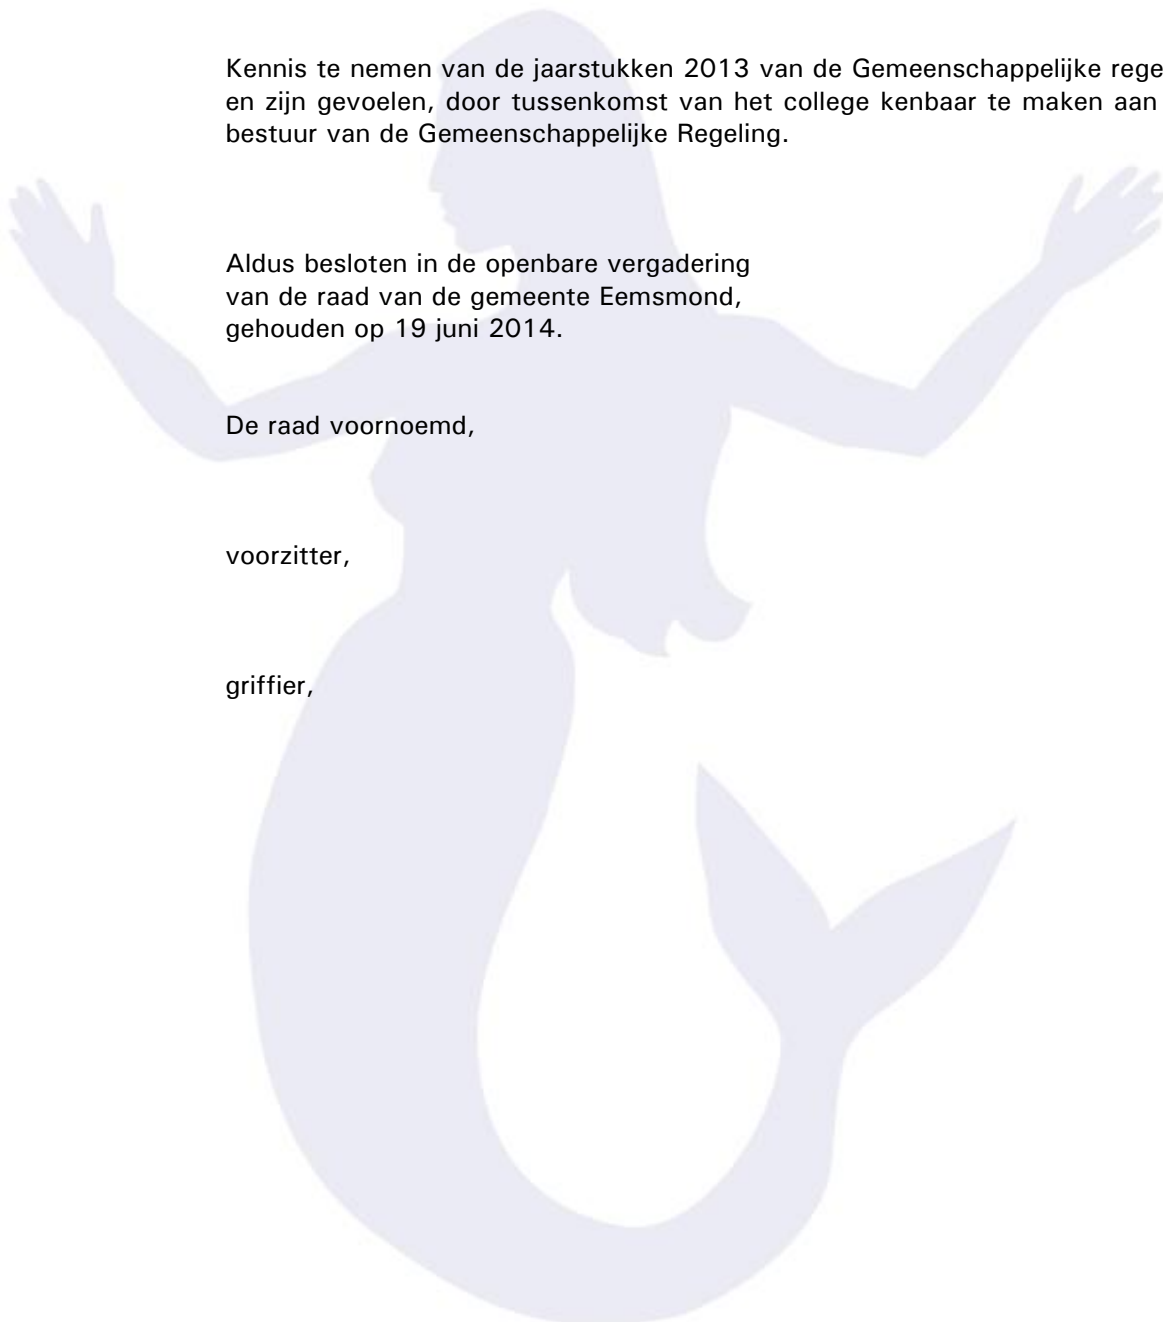 Kennis te nemen van de jaarstukken 2013 van de Gemeenschappelijke rege
en zijn gevoelen, door tussenkomst van het college kenbaar te maken aan
bestuur van de Gemeenschappelijke Regeling.
Aldus besloten in de openbare vergadering
van de raad van de gemeente Eemsmond,
gehouden op 19 juni 2014.
De raad voornoemd,
voorzitter,
griffier,